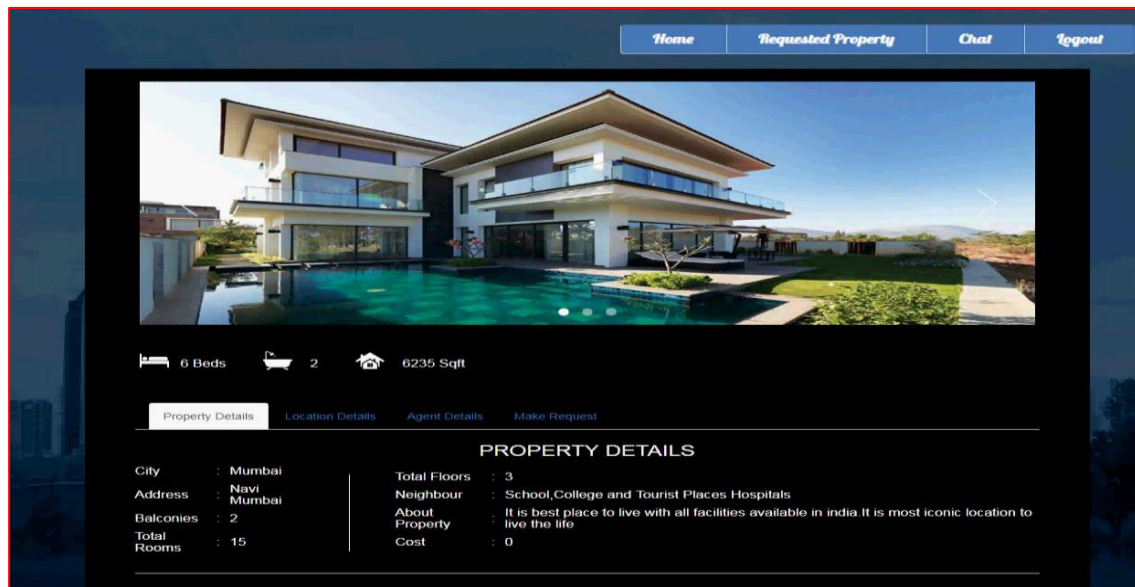 Home Requested Property Chat Logout
6 Beds 2 6235 Sqft
Property Details Location Details Agent Details Make Request
PROPERTY DETAILS
City : Mumbai
Address : Navi
Mumbai
Balconies : 2
Total
Rooms : 15
Total Floors : 3
Neighbour : School,College and Tourist Places Hospitals
About
Property : It is best place to live with all facilities available in india.It is most iconic location to
live the life
Cost : 0